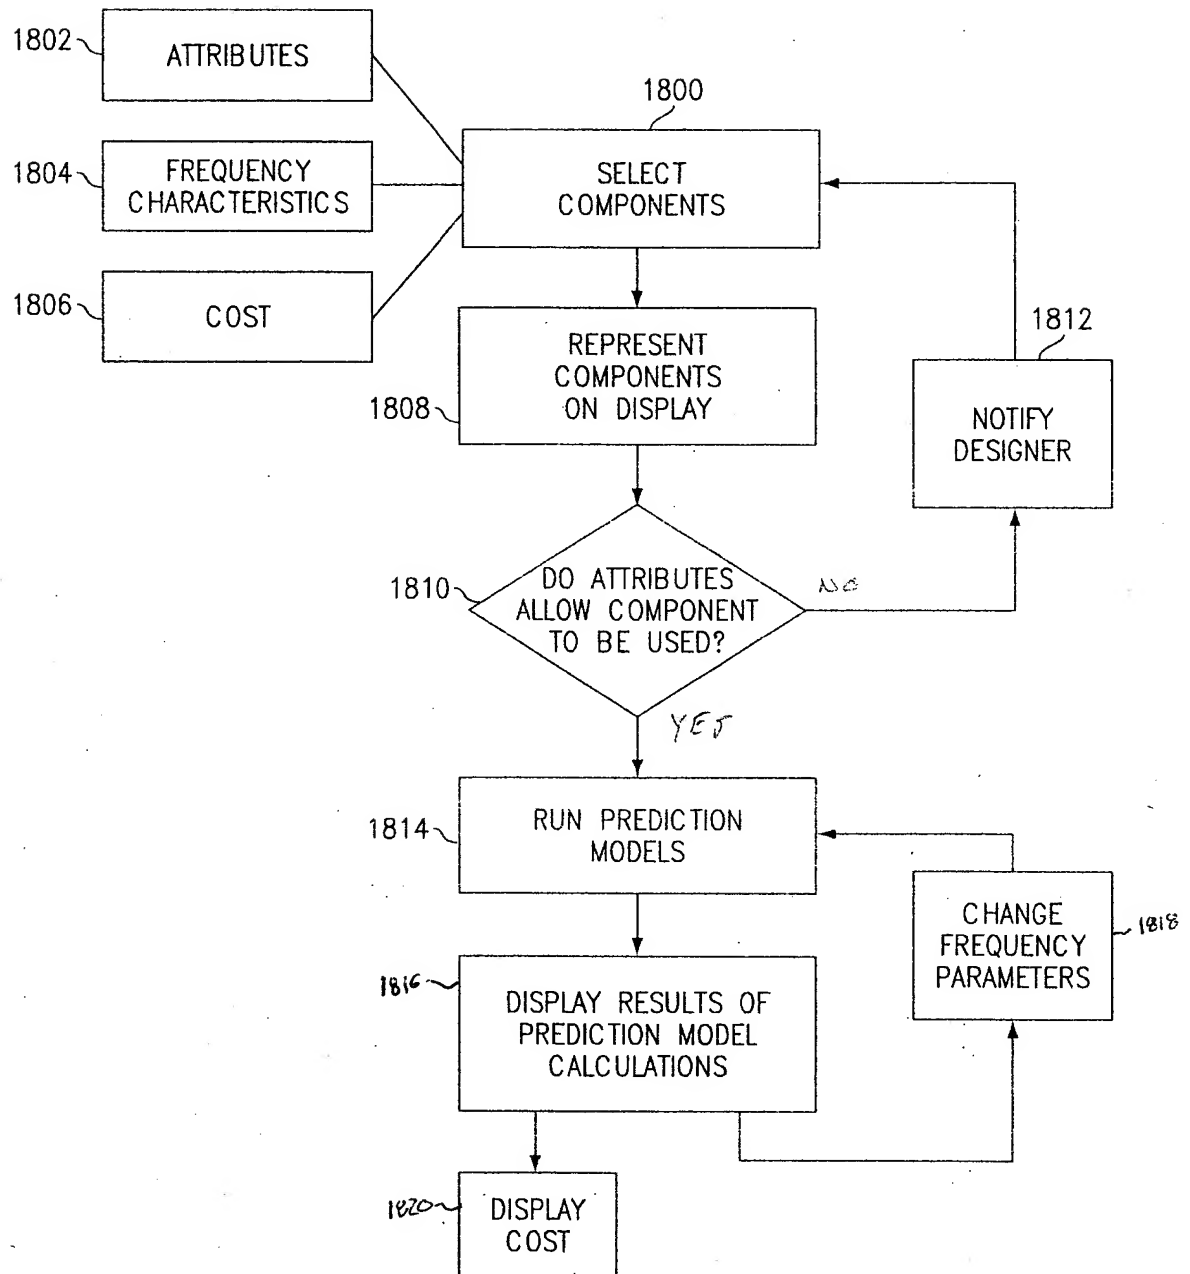 1802
ATTRIBUTES
1800
1804
FREQUENCY
CHARACTERISTICS
SELECT
COMPONENTS
1806
COST
1812
REPRESENT
COMPONENTS
ON DISPLAY
1808
NOTIFY
DESIGNER
1810
DO ATTRIBUTES
ALLOW COMPONENT
TO BE USED?
NO
YES
1814
RUN PREDICTION
MODELS
CHANGE
FREQUENCY
PARAMETERS
1818
1816
DISPLAY RESULTS OF
PREDICTION MODEL
CALCULATIONS
1820
DISPLAY
COST